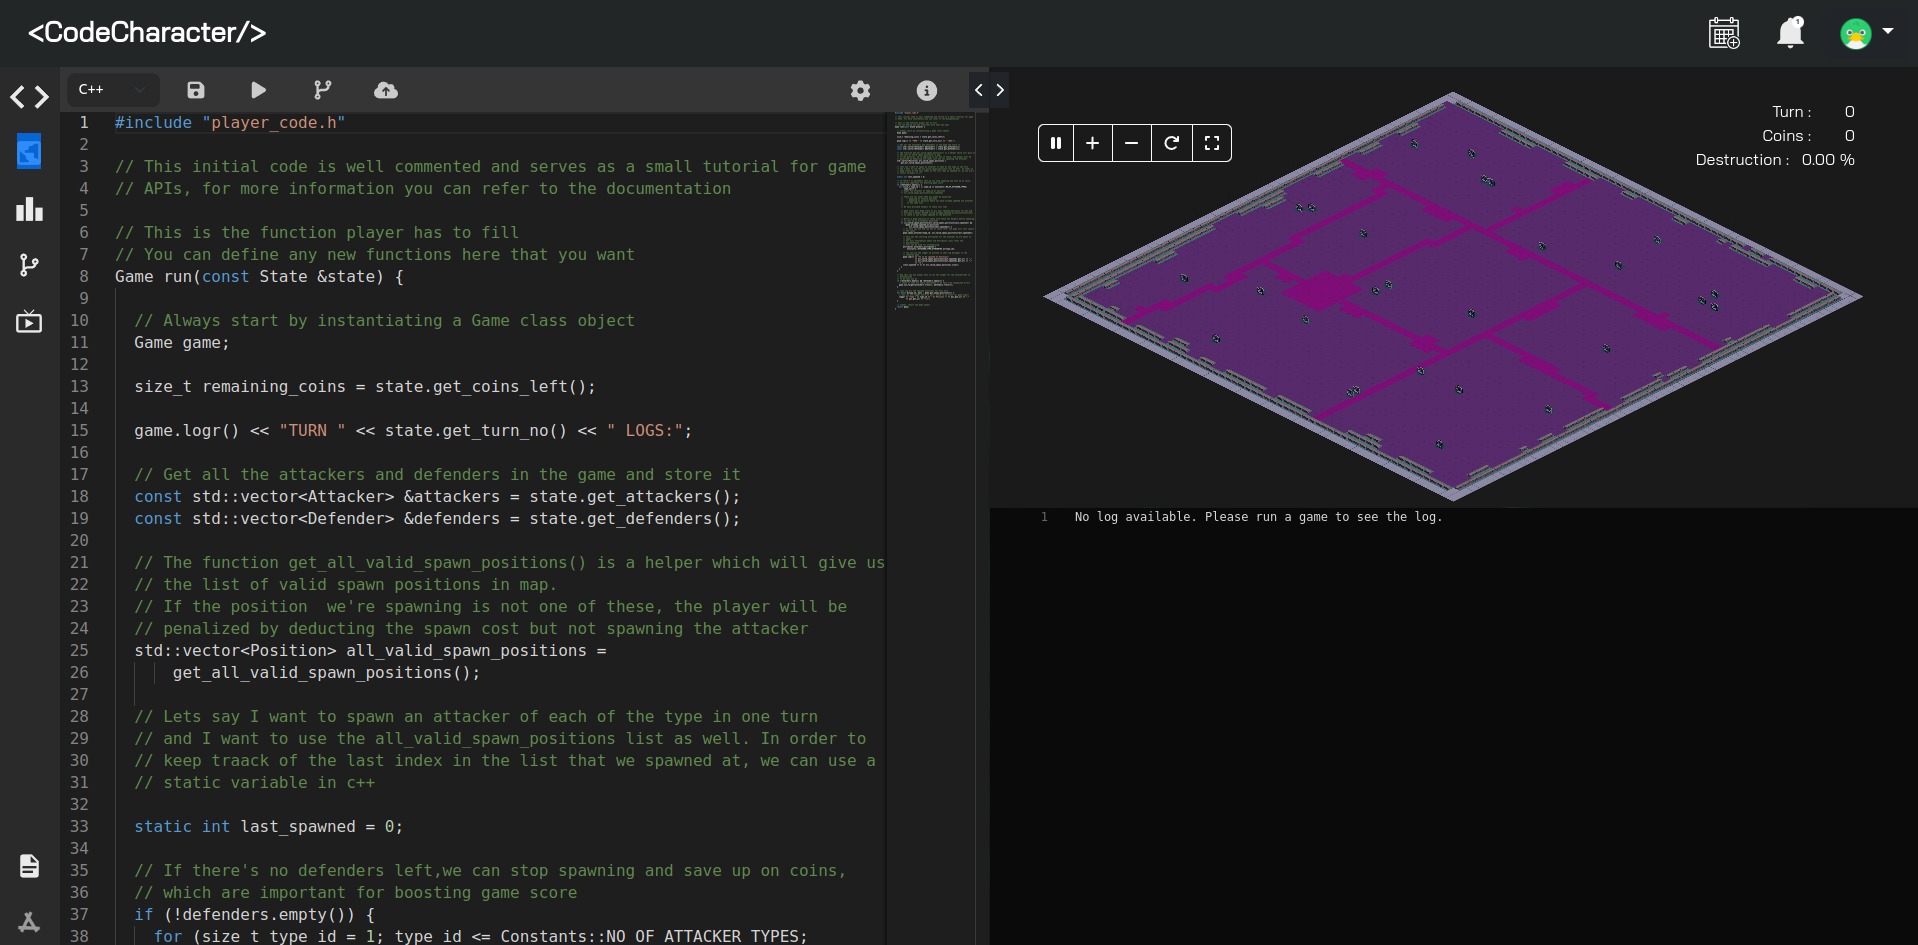 <CodeCharacter/>
1
C++
1 #include "player_code.h"
2
3 // This initial code is well commented and serves as a small tutorial for game
4 // APIs, for more information you can refer to the documentation
5
6 // This is the function player has to fill
7 // You can define any new functions here that you want
8 Game run(const State &state) {
9
10 // Always start by instantiating a Game class object
11 Game game;
12
13 size_t remaining_coins = state.get_coins_left();
14
15 game.logr() << "TURN " << state.get_turn_no() << " LOGS:";
16
17 // Get all the attackers and defenders in the game and store it
18 const std::vector<Attacker> &attackers = state.get_attackers();
19 const std::vector<Defender> &defenders = state.get_defenders();
20
21 // The function get_all_valid_spawn_positions() is a helper which will give us
22 // the list of valid spawn positions in map.
23 // If the position  we're spawning is not one of these, the player will be
24 // penalized by deducting the spawn cost but not spawning the attacker
25 std::vector<Position> all_valid_spawn_positions =
26 get_all_valid_spawn_positions();
27
28 // Lets say I want to spawn an attacker of each of the type in one turn
29 // and I want to use the all_valid_spawn_positions list as well. In order to
30 // keep traack of the last index in the list that we spawned at, we can use a
31 // static variable in c++
32
33 static int last_spawned = 0;
34
35 // If there's no defenders left,we can stop spawning and save up on coins,
36 // which are important for boosting game score
37 if (!defenders.empty()) {
38 for (size_t type_id = 1; type_id <= Constants::NO_OF_ATTACKER_TYPES;
Turn : 0
Coins : 0
Destruction : 0.00 %
1 No log available. Please run a game to see the log.